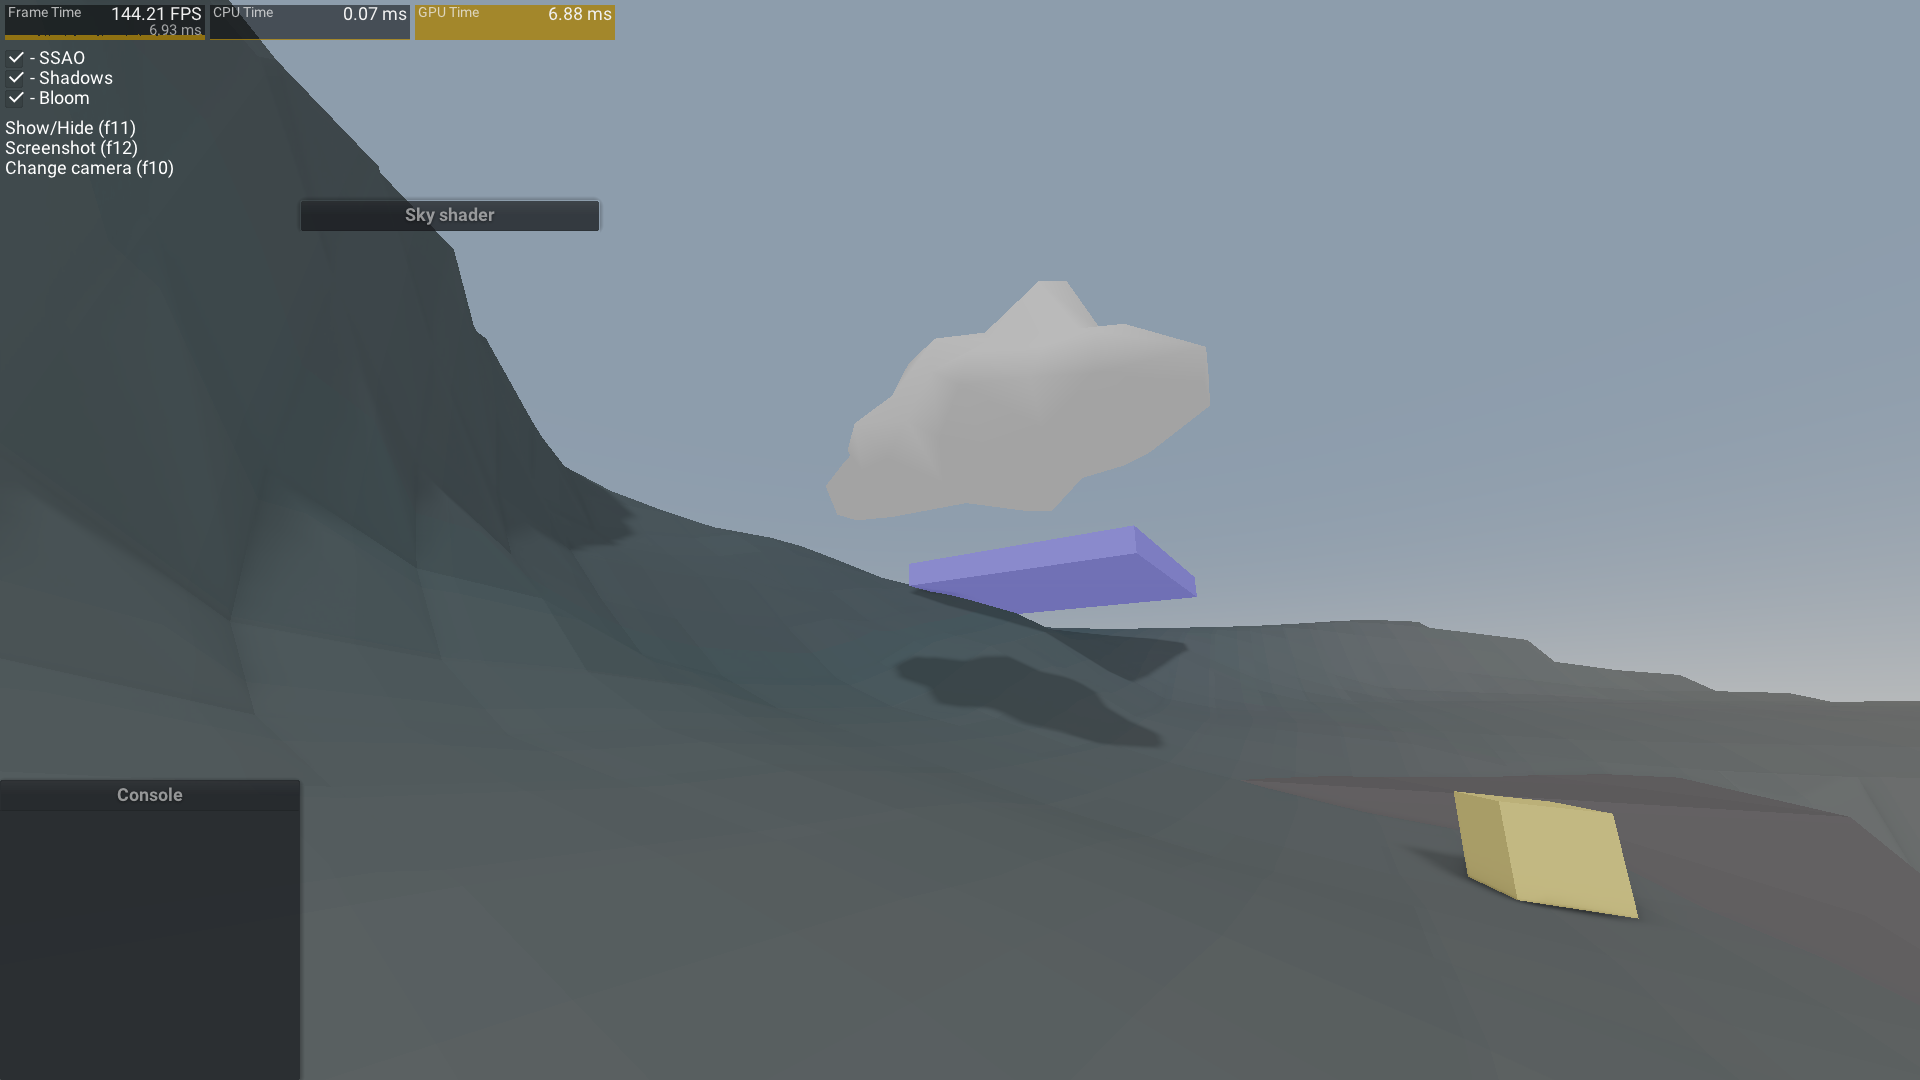 Frame Time 144.21 FPS CPU Time 0.07 ms GPU Time 6.88 ms
6.93 ms
- SSAO
- Shadows
- Bloom
Show/Hide (f11)
Screenshot (f12)
Change camera (f10)
Sky shader
Console